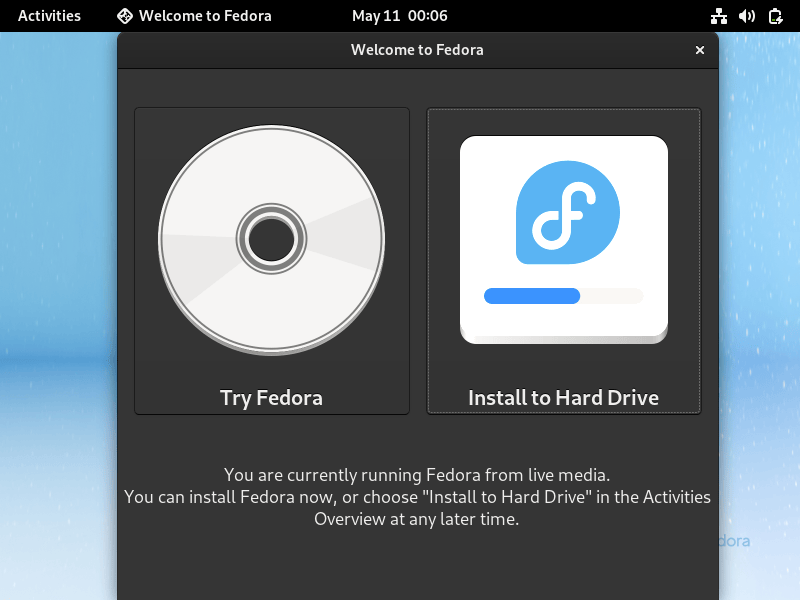 Activities
Welcome to Fedora
May 11 00:06
Welcome to Fedora
Try Fedora
Install to Hard Drive
You are currently running Fedora from live media.
You can install Fedora now, or choose "Install to Hard Drive" in the Activities
Overview at any later time.
dora